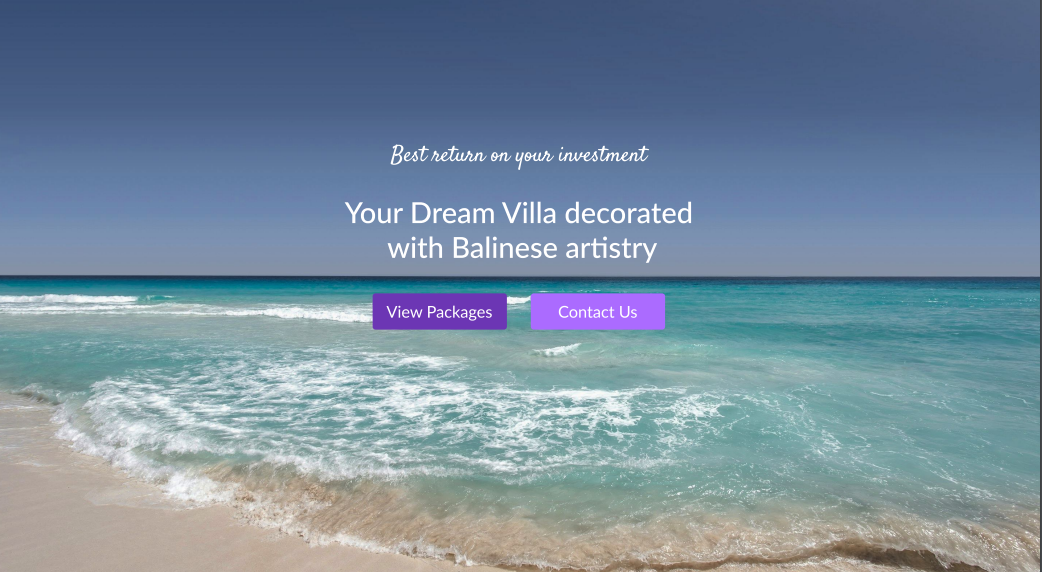 Best return on your investment
Your Dream Villa decorated
with Balinese artistry
View Packages
Contact Us